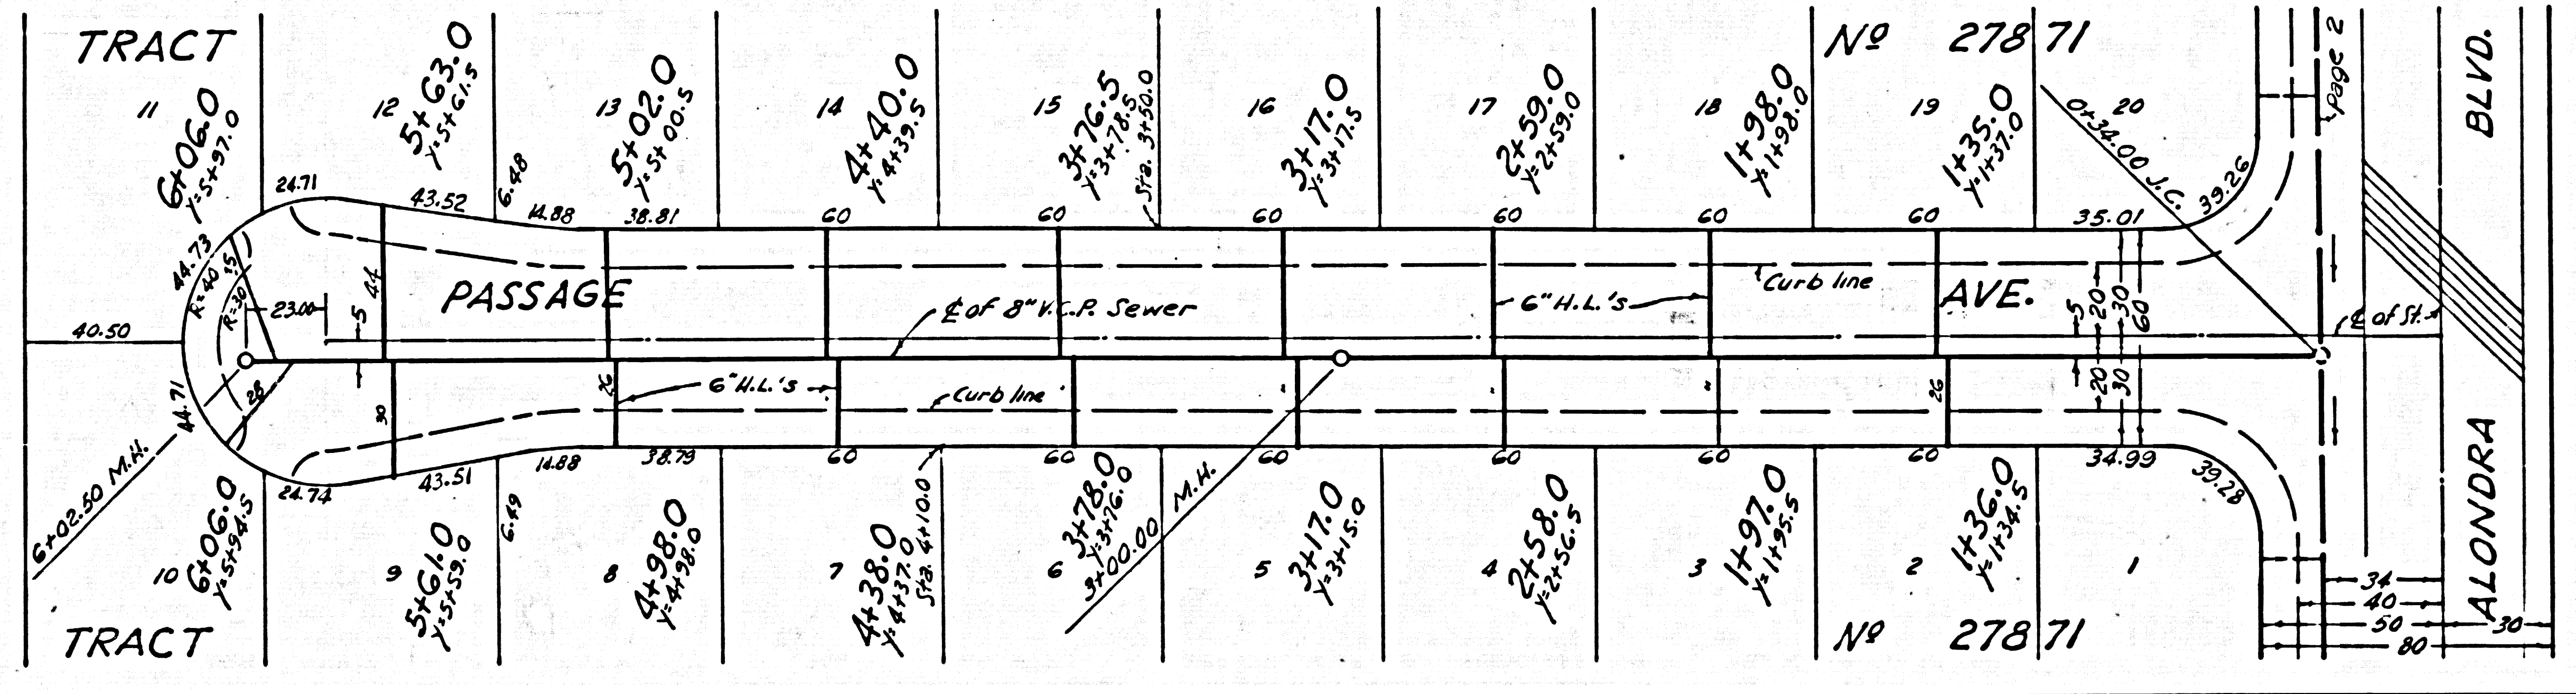 TRACT
Nº 27871
11
6+06.0
Y=5+97.0
12
5+63.0
Y=5+61.5
13
5+02.0
Y=5+00.5
14
4+40.0
Y=4+39.5
15
3+76.5
Y=3+78.5
Sta. 3+50.0
16
3+17.0
Y=3+17.5
17
2+59.0
Y=2+59.0
18
1+98.0
Y=1+98.0
19
1+35.0
Y=1+37.0
20
0+34.00 J.C.
Page 2
BLVD.
24.71
43.52
6.48
14.88
38.81
60
60
60
60
60
60
35.01
39.26
44.73
R=40
R=30
15
23.00
5
44
PASSAGE
AVE.
40.50
℄ of 8" V.C.P. Sewer
6" H.L.'s
Curb line
5
20
30
60
20
30
℄ of St.
44.71
28
30
26
6" H.L.'s
Curb line
26
24.74
43.51
6.49
14.88
38.79
60
60
60
60
60
60
34.99
39.28
6+02.50 M.H.
10
6+06.0
Y=5+94.5
9
5+61.0
Y=5+59.0
8
4+98.0
Y=4+98.0
7
4+38.0
Y=4+37.0
Sta. 4+10.0
6
3+78.0
Y=3+76.0
3+00.00 M.H.
5
3+17.0
Y=3+15.0
4
2+58.0
Y=2+56.5
3
1+97.0
Y=1+95.5
2
1+36.0
Y=1+34.5
1
ALONDRA
34
40
50
30
80
TRACT
Nº 27871